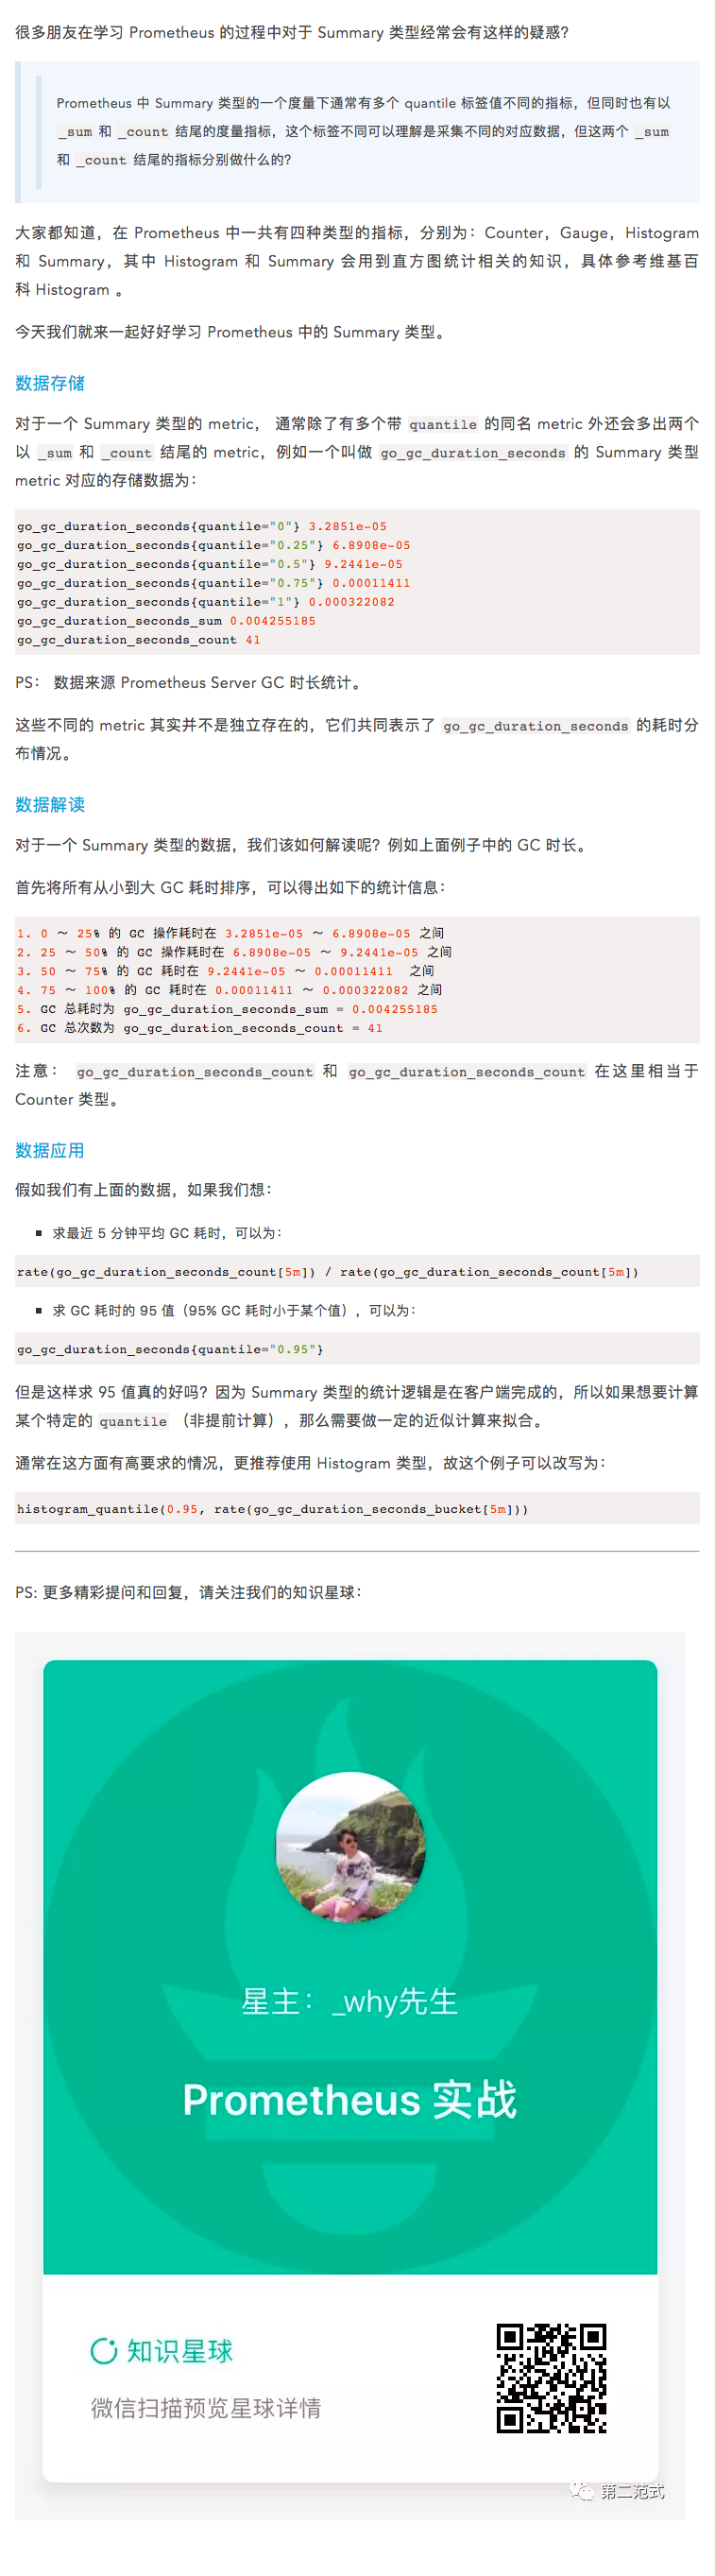 很多朋友在学习 Prometheus 的过程中对于 Summary 类型经常会有这样的疑惑？
Prometheus 中 Summary 类型的一个度量下通常有多个 quantile 标签值不同的指标，但同时也有以
_sum 和 _count 结尾的度量指标，这个标签不同可以理解是采集不同的对应数据，但这两个 _sum
和 _count 结尾的指标分别做什么的？
大家都知道，在 Prometheus 中一共有四种类型的指标，分别为：Counter，Gauge，Histogram
和 Summary，其中 Histogram 和 Summary 会用到直方图统计相关的知识，具体参考维基百
科 Histogram 。
今天我们就来一起好好学习 Prometheus 中的 Summary 类型。
数据存储
对于一个 Summary 类型的 metric， 通常除了有多个带 quantile 的同名 metric 外还会多出两个
以 _sum 和 _count 结尾的 metric，例如一个叫做 go_gc_duration_seconds 的 Summary 类型
metric 对应的存储数据为：
go_gc_duration_seconds{quantile="0"} 3.2851e-05
go_gc_duration_seconds{quantile="0.25"} 6.8908e-05
go_gc_duration_seconds{quantile="0.5"} 9.2441e-05
go_gc_duration_seconds{quantile="0.75"} 0.00011411
go_gc_duration_seconds{quantile="1"} 0.000322082
go_gc_duration_seconds_sum 0.004255185
go_gc_duration_seconds_count 41
PS： 数据来源 Prometheus Server GC 时长统计。
这些不同的 metric 其实并不是独立存在的，它们共同表示了 go_gc_duration_seconds 的耗时分
布情况。
数据解读
对于一个 Summary 类型的数据，我们该如何解读呢？例如上面例子中的 GC 时长。
首先将所有从小到大 GC 耗时排序，可以得出如下的统计信息：
1. 0 ～ 25% 的 GC 操作耗时在 3.2851e-05 ～ 6.8908e-05 之间
2. 25 ～ 50% 的 GC 操作耗时在 6.8908e-05 ～ 9.2441e-05 之间
3. 50 ～ 75% 的 GC 耗时在 9.2441e-05 ～ 0.00011411  之间
4. 75 ～ 100% 的 GC 耗时在 0.00011411 ～ 0.000322082 之间
5. GC 总耗时为 go_gc_duration_seconds_sum = 0.004255185
6. GC 总次数为 go_gc_duration_seconds_count = 41
注意： go_gc_duration_seconds_count 和 go_gc_duration_seconds_count 在这里相当于
Counter 类型。
数据应用
假如我们有上面的数据，如果我们想：
▪ 求最近 5 分钟平均 GC 耗时，可以为：
rate(go_gc_duration_seconds_count[5m]) / rate(go_gc_duration_seconds_count[5m])
▪ 求 GC 耗时的 95 值（95% GC 耗时小于某个值），可以为：
go_gc_duration_seconds{quantile="0.95"}
但是这样求 95 值真的好吗？因为 Summary 类型的统计逻辑是在客户端完成的，所以如果想要计算
某个特定的 quantile （非提前计算），那么需要做一定的近似计算来拟合。
通常在这方面有高要求的情况，更推荐使用 Histogram 类型，故这个例子可以改写为：
histogram_quantile(0.95, rate(go_gc_duration_seconds_bucket[5m]))
PS: 更多精彩提问和回复，请关注我们的知识星球：
星主：_why先生
Prometheus 实战
知识星球
微信扫描预览星球详情
第二范式